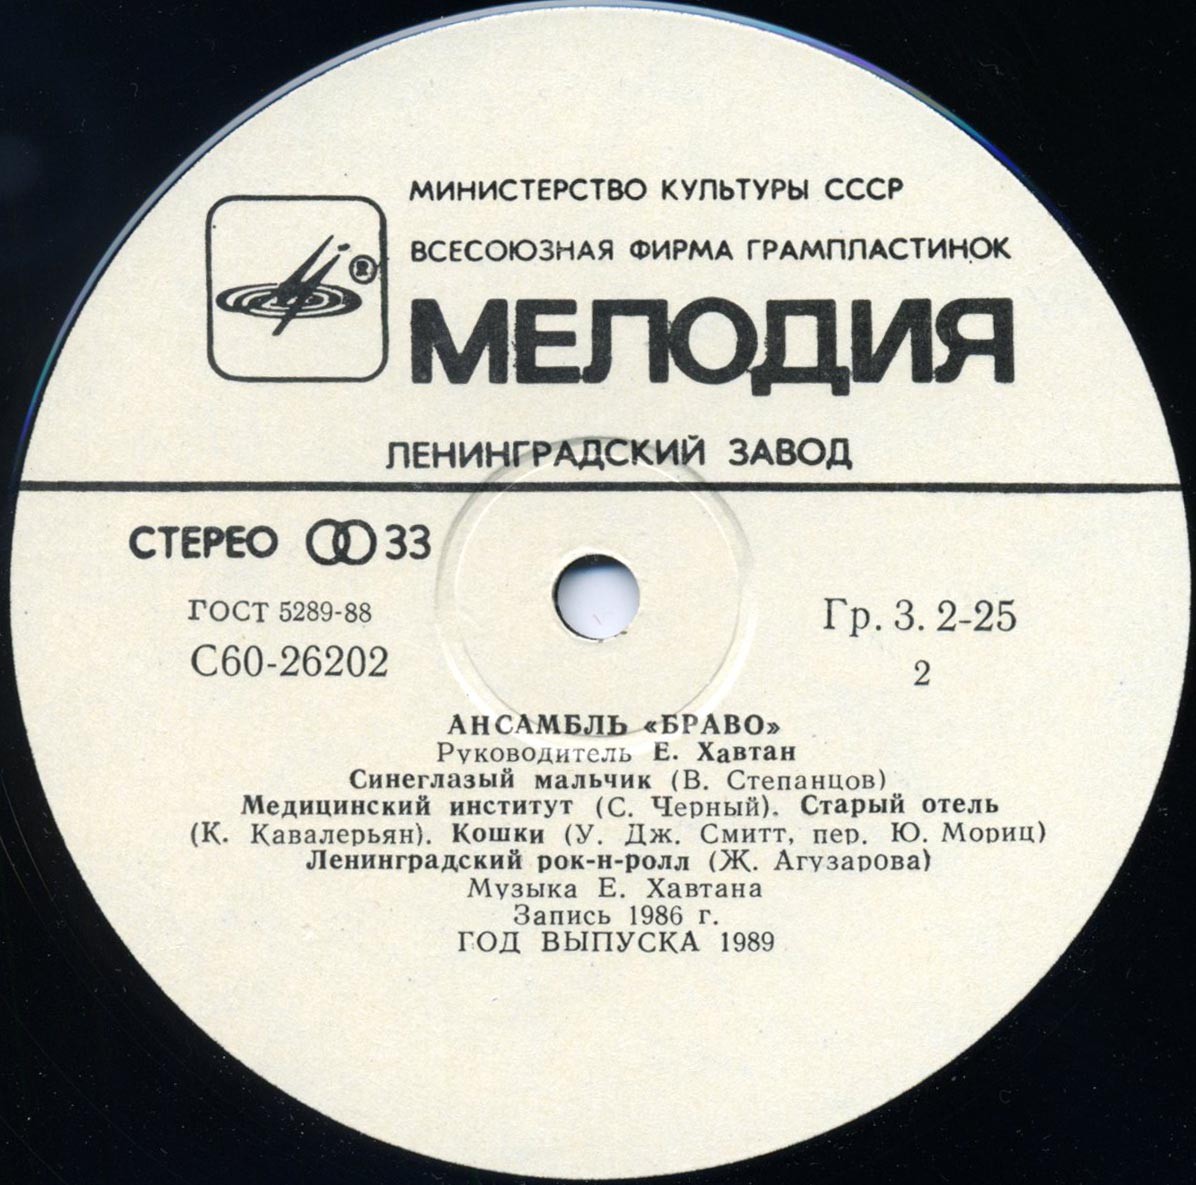 МИНИСТЕРСТВО КУЛЬТУРЫ СССР
ВСЕСОЮЗНАЯ ФИРМА ГРАМПЛАСТИНОК
®
МЕЛОДИЯ
ЛЕНИНГРАДСКИЙ ЗАВОД
СТЕРЕО 33
ГОСТ 5289-88
Гр. 3. 2-25
С60-26202
2
АНСАМБЛЬ «БРАВО»
Руководитель Е. Хавтан
Синеглазый мальчик (В. Степанцов)
Медицинский институт (С. Черный). Старый отель
(К. Кавалерьян). Кошки (У. Дж. Смитт, пер. Ю. Мориц)
Ленинградский рок-н-ролл (Ж. Агузарова)
Музыка Е. Хавтана
Запись 1986 г.
ГОД ВЫПУСКА 1989